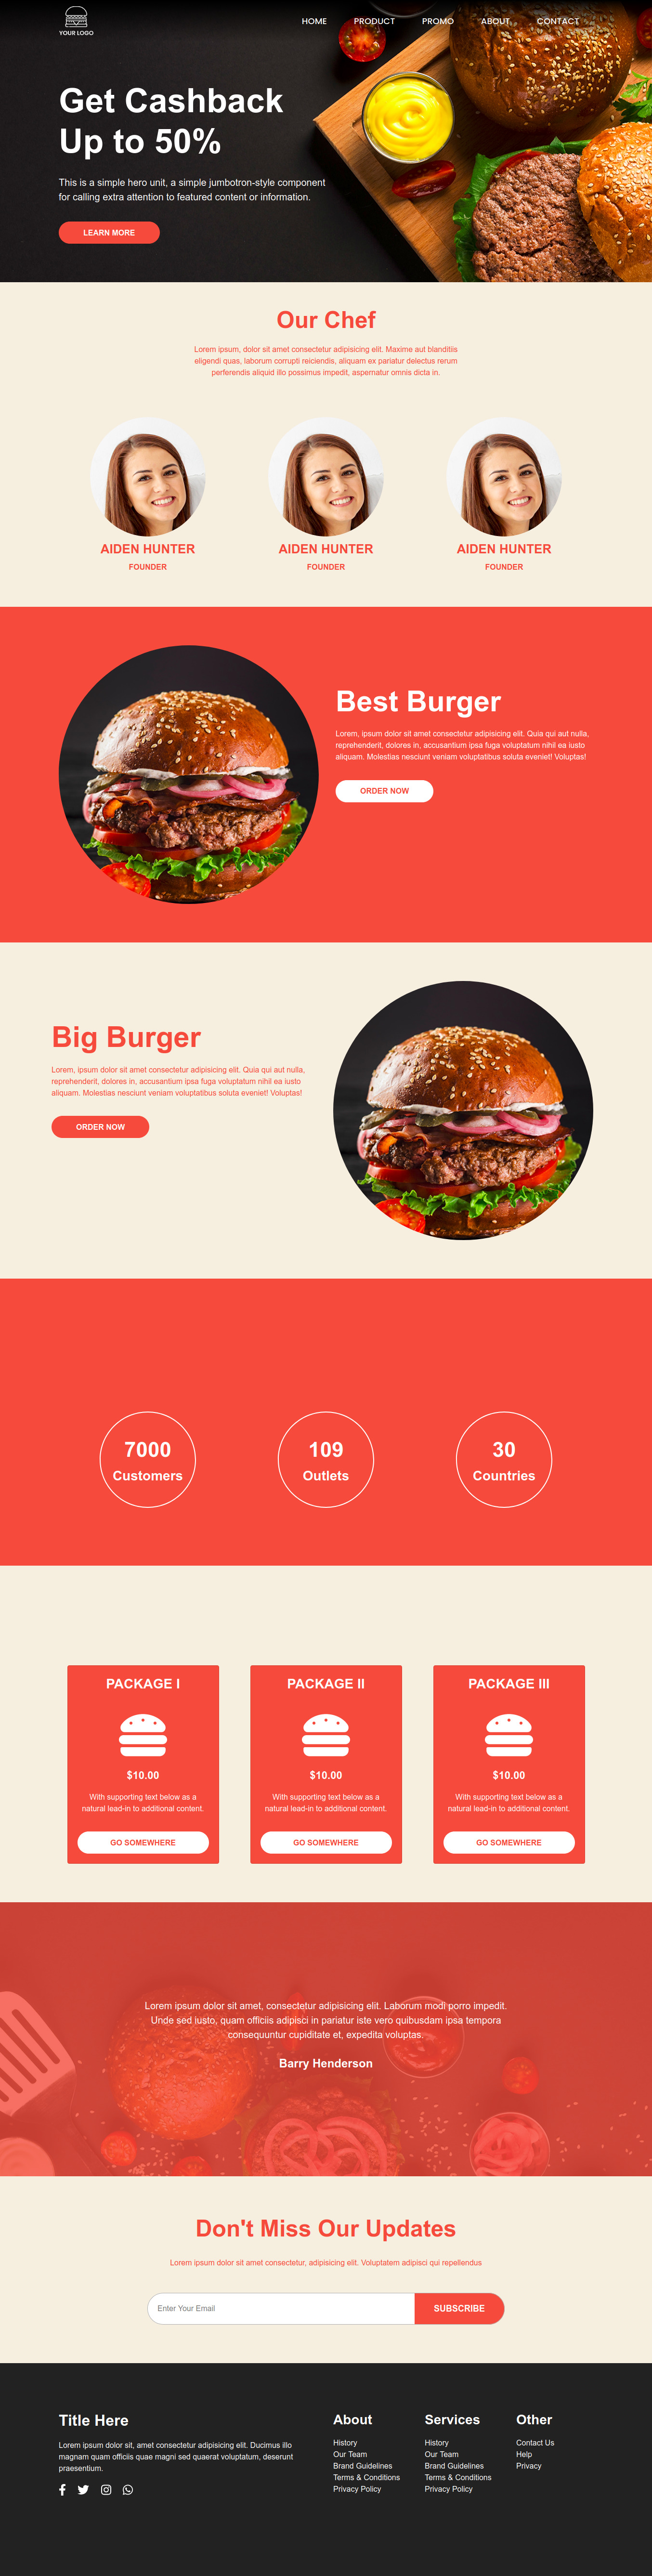 YOUR LOGO
HOME PRODUCT PROMO ABOUT CONTACT
Get Cashback
Up to 50%
This is a simple hero unit, a simple jumbotron-style component
for calling extra attention to featured content or information.
LEARN MORE
Our Chef
Lorem ipsum, dolor sit amet consectetur adipisicing elit. Maxime aut blanditiis
eligendi quas, laborum corrupti reiciendis, aliquam ex pariatur delectus rerum
perferendis aliquid illo possimus impedit, aspernatur omnis dicta in.
AIDEN HUNTER
FOUNDER
AIDEN HUNTER
FOUNDER
AIDEN HUNTER
FOUNDER
Best Burger
Lorem, ipsum dolor sit amet consectetur adipisicing elit. Quia qui aut nulla,
reprehenderit, dolores in, accusantium ipsa fuga voluptatum nihil ea iusto
aliquam. Molestias nesciunt veniam voluptatibus soluta eveniet! Voluptas!
ORDER NOW
Big Burger
Lorem, ipsum dolor sit amet consectetur adipisicing elit. Quia qui aut nulla,
reprehenderit, dolores in, accusantium ipsa fuga voluptatum nihil ea iusto
aliquam. Molestias nesciunt veniam voluptatibus soluta eveniet! Voluptas!
ORDER NOW
7000
Customers
109
Outlets
30
Countries
PACKAGE I
$10.00
With supporting text below as a
natural lead-in to additional content.
GO SOMEWHERE
PACKAGE II
$10.00
With supporting text below as a
natural lead-in to additional content.
GO SOMEWHERE
PACKAGE III
$10.00
With supporting text below as a
natural lead-in to additional content.
GO SOMEWHERE
Lorem ipsum dolor sit amet, consectetur adipisicing elit. Laborum modi porro impedit.
Unde sed iusto, quam officiis adipisci in pariatur iste vero quibusdam ipsa tempora
consequuntur cupiditate et, expedita voluptas.
Barry Henderson
Don't Miss Our Updates
Lorem ipsum dolor sit amet consectetur, adipisicing elit. Voluptatem adipisci qui repellendus
Enter Your Email
SUBSCRIBE
Title Here
Lorem ipsum dolor sit, amet consectetur adipisicing elit. Ducimus illo
magnam quam officiis quae magni sed quaerat voluptatum, deserunt
praesentium.
About
History
Our Team
Brand Guidelines
Terms & Conditions
Privacy Policy
Services
History
Our Team
Brand Guidelines
Terms & Conditions
Privacy Policy
Other
Contact Us
Help
Privacy